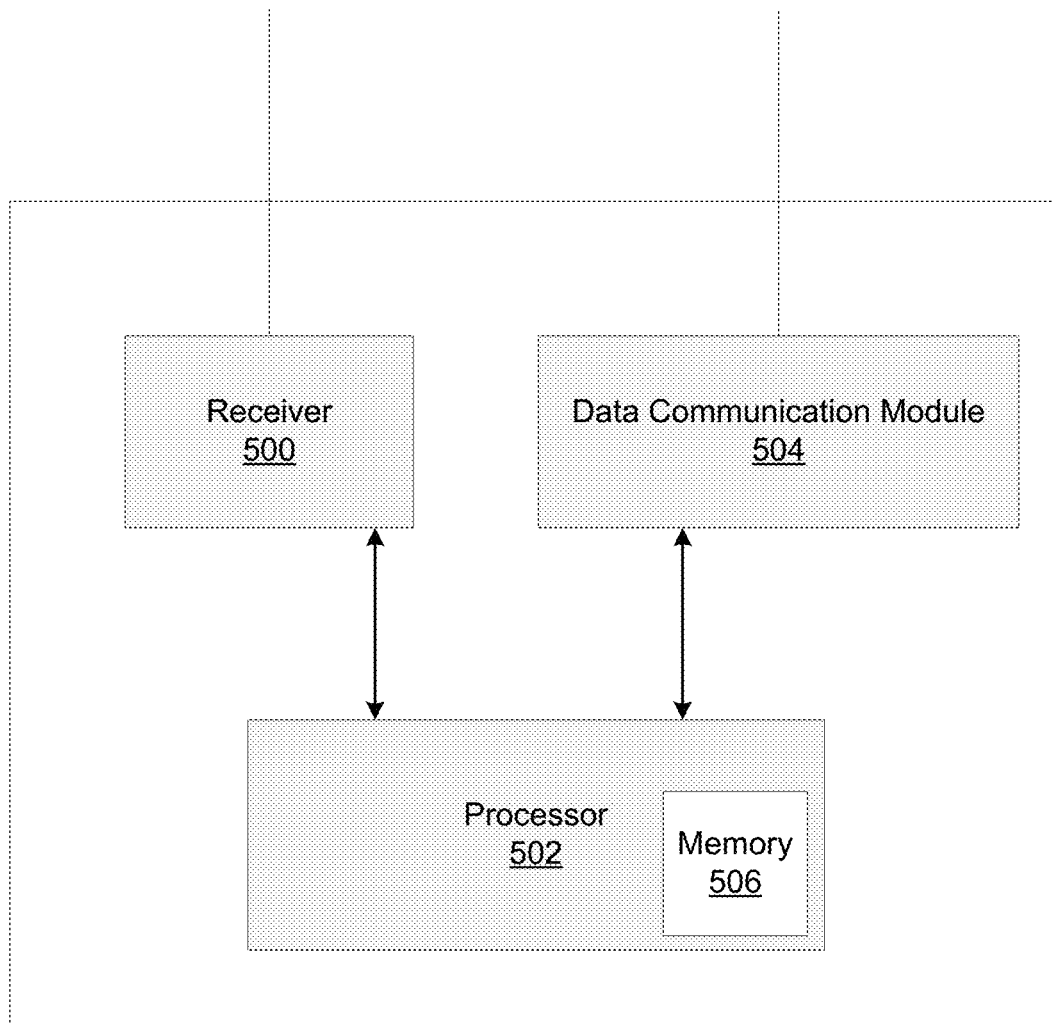 Receiver
500
Data Communication Module
504
Processor
502
Memory
506